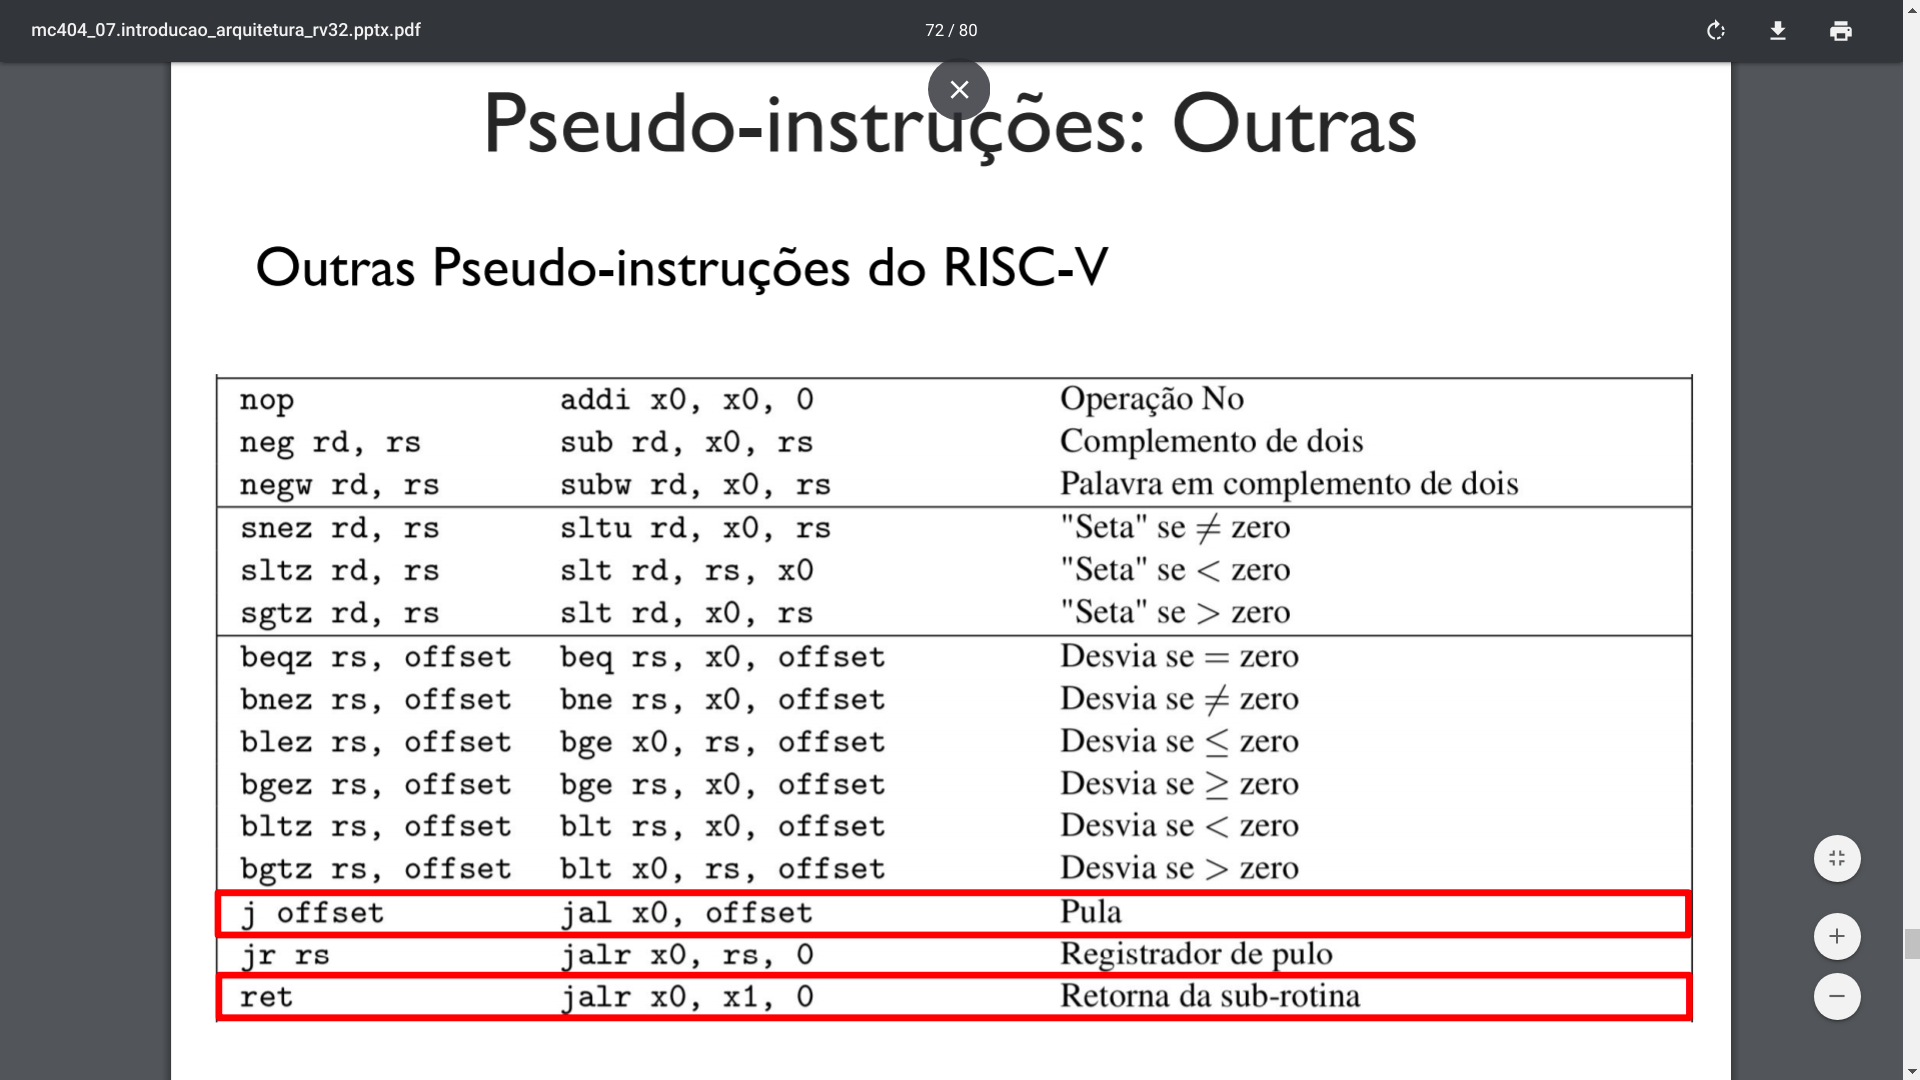 mc404_07.introducao_arquitetura_rv32.pptx.pdf 72 / 80
Pseudo-instruções: Outras
Outras Pseudo-instruções do RISC-V
nop addi x0, x0, 0 Operação No
neg rd, rs sub rd, x0, rs Complemento de dois
negw rd, rs subw rd, x0, rs Palavra em complemento de dois
snez rd, rs sltu rd, x0, rs "Seta" se ≠ zero
sltz rd, rs slt rd, rs, x0 "Seta" se < zero
sgtz rd, rs slt rd, x0, rs "Seta" se > zero
beqz rs, offset beq rs, x0, offset Desvia se = zero
bnez rs, offset bne rs, x0, offset Desvia se ≠ zero
blez rs, offset bge x0, rs, offset Desvia se ≤ zero
bgez rs, offset bge rs, x0, offset Desvia se ≥ zero
bltz rs, offset blt rs, x0, offset Desvia se < zero
bgtz rs, offset blt x0, rs, offset Desvia se > zero
j offset jal x0, offset Pula
jr rs jalr x0, rs, 0 Registrador de pulo
ret jalr x0, x1, 0 Retorna da sub-rotina